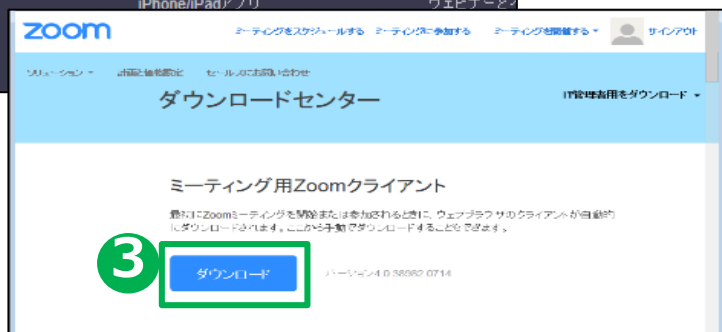 iPhone/iPadアプリ
zoom ミーティングをスケジュールする ミーティングに参加する ミーティングを開催する サインアウト
ソリューション 計画と価格設定 セールスにお問い合わせ
ダウンロードセンター
IT管理者用をダウンロード
ミーティング用Zoomクライアント
最初にZoomミーティングを開始または参加されるときに、ウェブブラウザのクライアントが自動的
にダウンロードされます。ここから手動でダウンロードすることもできます。
3
ダウンロード バージョン4.0.38982.0714